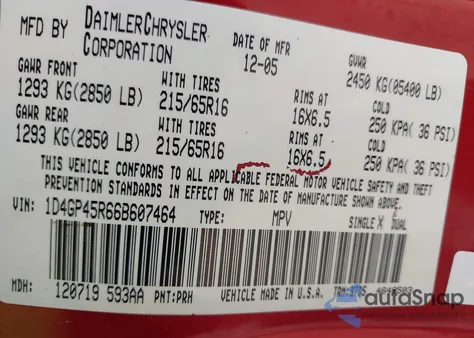 MFD BY DAIMLERCHRYSLER CORPORATION DATE OF MFR 12-05 GVWR 2450 KG(05400 LB)
GAWR FRONT WITH TIRES RIMS AT COLD
1293 KG(2850 LB) 215/65R16 16X6.5 250 KPA( 36 PSI)
GAWR REAR WITH TIRES RIMS AT COLD
1293 KG(2850 LB) 215/65R16 16X6.5 250 KPA( 36 PSI)
THIS VEHICLE CONFORMS TO ALL APPLICABLE FEDERAL MOTOR VEHICLE SAFETY AND THEFT
PREVENTION STANDARDS IN EFFECT ON THE DATE OF MANUFACTURE SHOWN ABOVE.
VIN: 1D4GP45R66B607464 TYPE: MPV SINGLE X DUAL
MDH: 120719 593AA PNT:PRH VEHICLE MADE IN U.S.A.
autoSnap